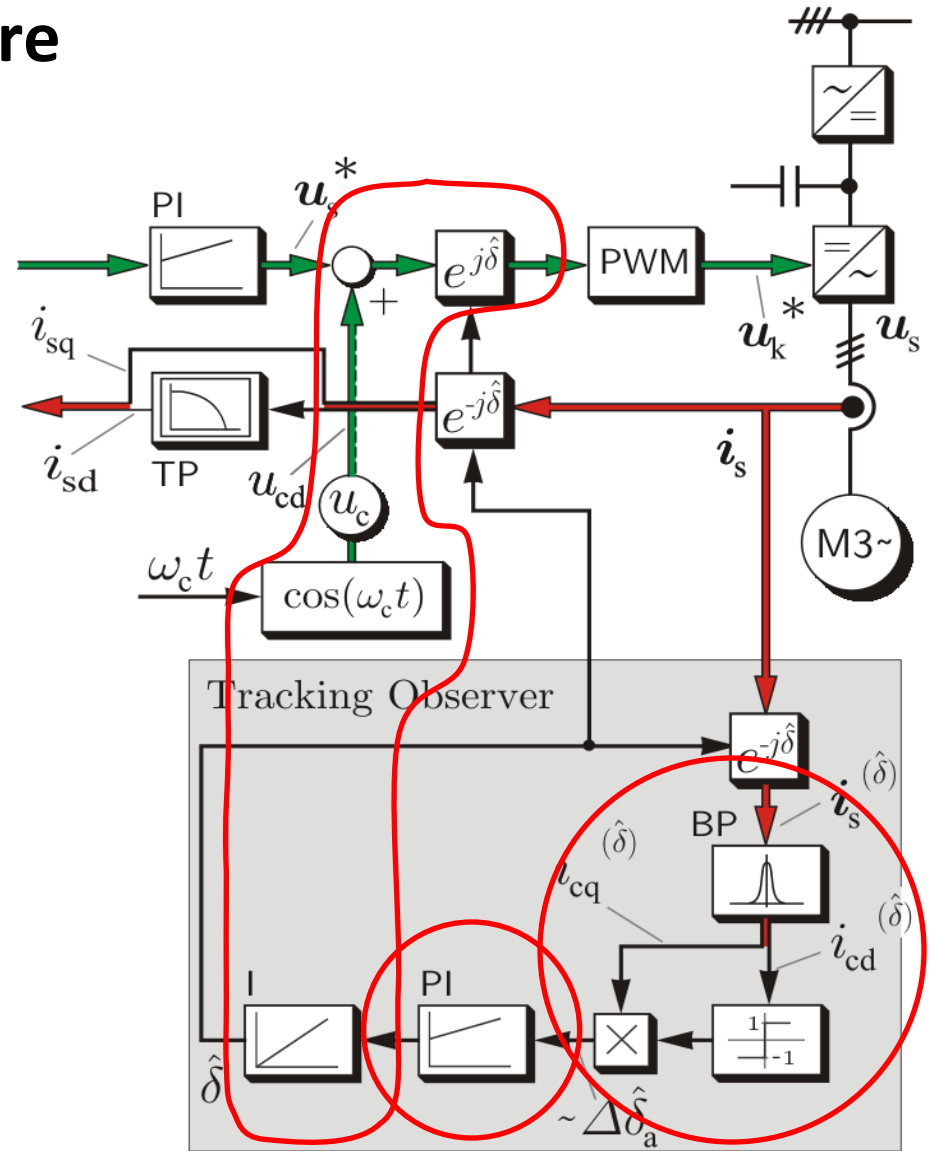 re
~
=
PI
u_s^*
e^{jδ̂}
PWM
=
~
+
u_k^*
u_s
i_sq
e^{-jδ̂}
i_s
i_sd
TP
u_cd
u_c
M3~
ω_c t
cos(ω_c t)
Tracking Observer
e^{-jδ̂}
i_s^{(δ̂)}
BP
i_cq^{(δ̂)}
i_cd^{(δ̂)}
I
PI
×
1
-1
δ̂
~Δδ̂_a